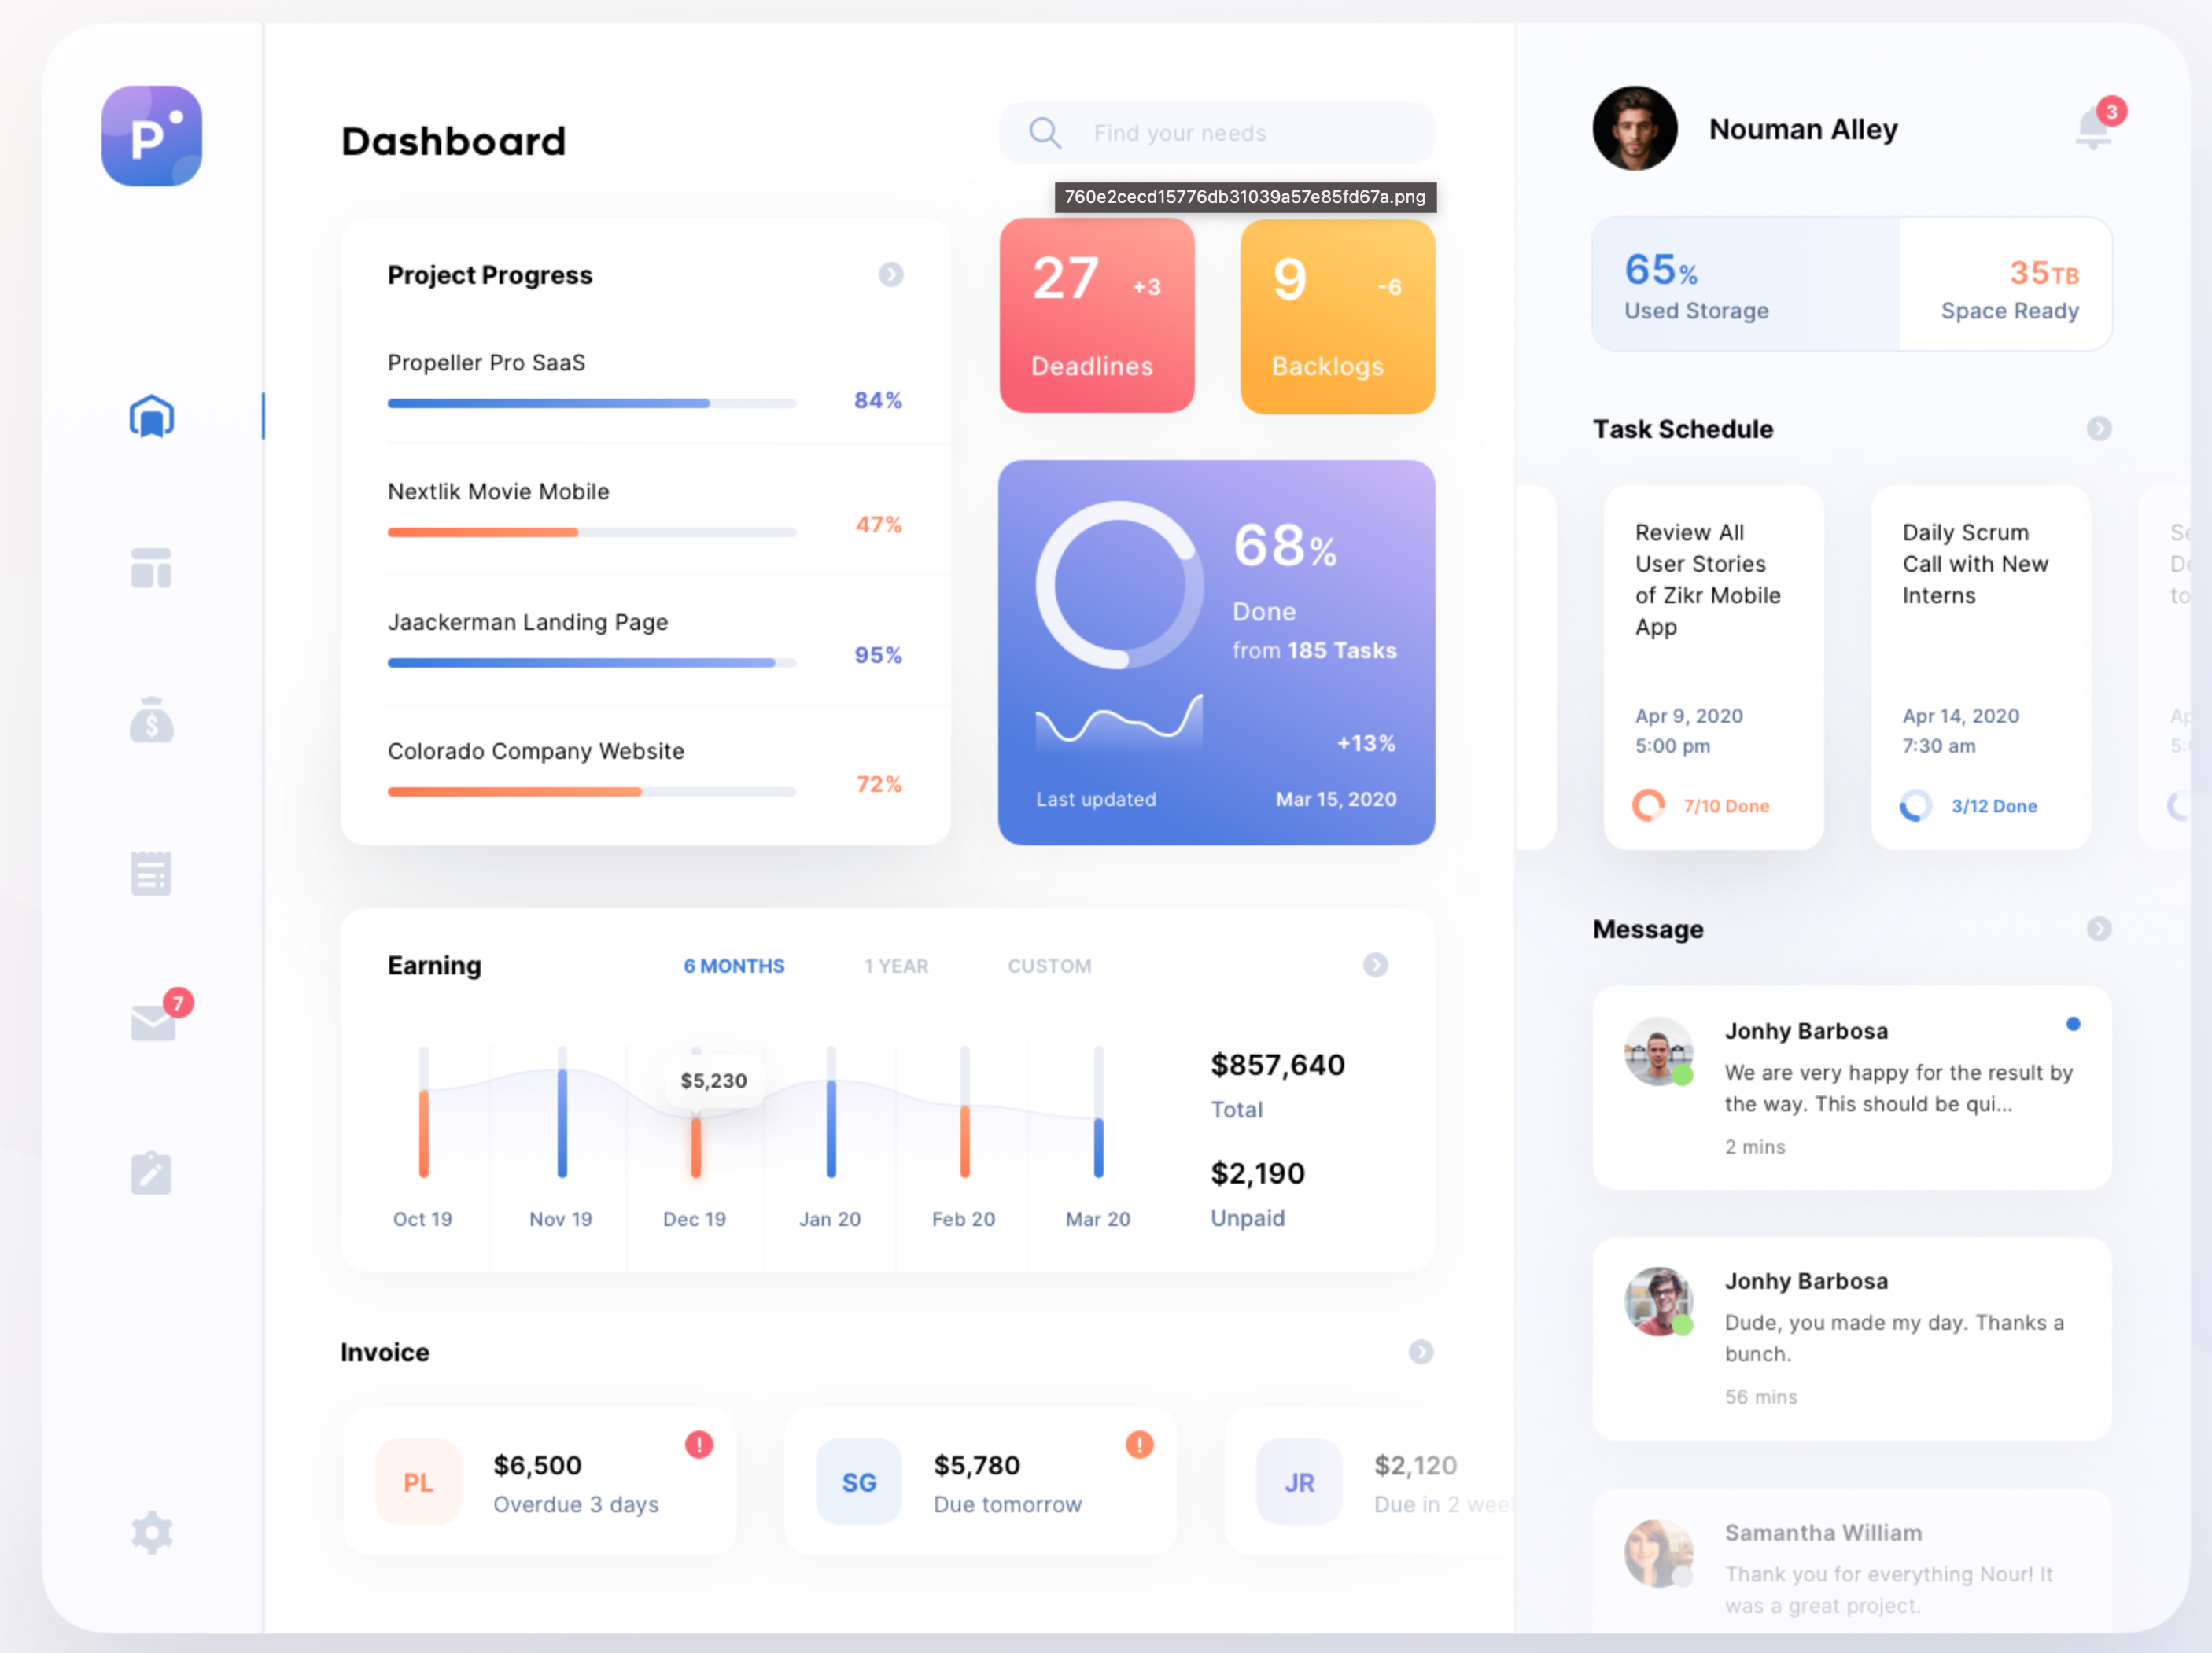 P
Dashboard
Find your needs
760e2cecd15776db31039a57e85fd67a.png
Project Progress
Propeller Pro SaaS
84%
Nextlik Movie Mobile
47%
Jaackerman Landing Page
95%
Colorado Company Website
72%
27 +3
Deadlines
9 -6
Backlogs
68%
Done
from 185 Tasks
+13%
Last updated Mar 15, 2020
7
Earning
6 MONTHS 1 YEAR CUSTOM
$5,230
Oct 19 Nov 19 Dec 19 Jan 20 Feb 20 Mar 20
$857,640
Total
$2,190
Unpaid
Invoice
PL
$6,500
Overdue 3 days
!
SG
$5,780
Due tomorrow
!
JR
$2,120
Due in 2 wee
Nouman Alley
3
65%
Used Storage
35TB
Space Ready
Task Schedule
Review All
User Stories
of Zikr Mobile
App
Apr 9, 2020
5:00 pm
7/10 Done
Daily Scrum
Call with New
Interns
Apr 14, 2020
7:30 am
3/12 Done
to
Message
Jonhy Barbosa
We are very happy for the result by
the way. This should be qui...
2 mins
Jonhy Barbosa
Dude, you made my day. Thanks a
bunch.
56 mins
Samantha William
Thank you for everything Nour! It
was a great project.